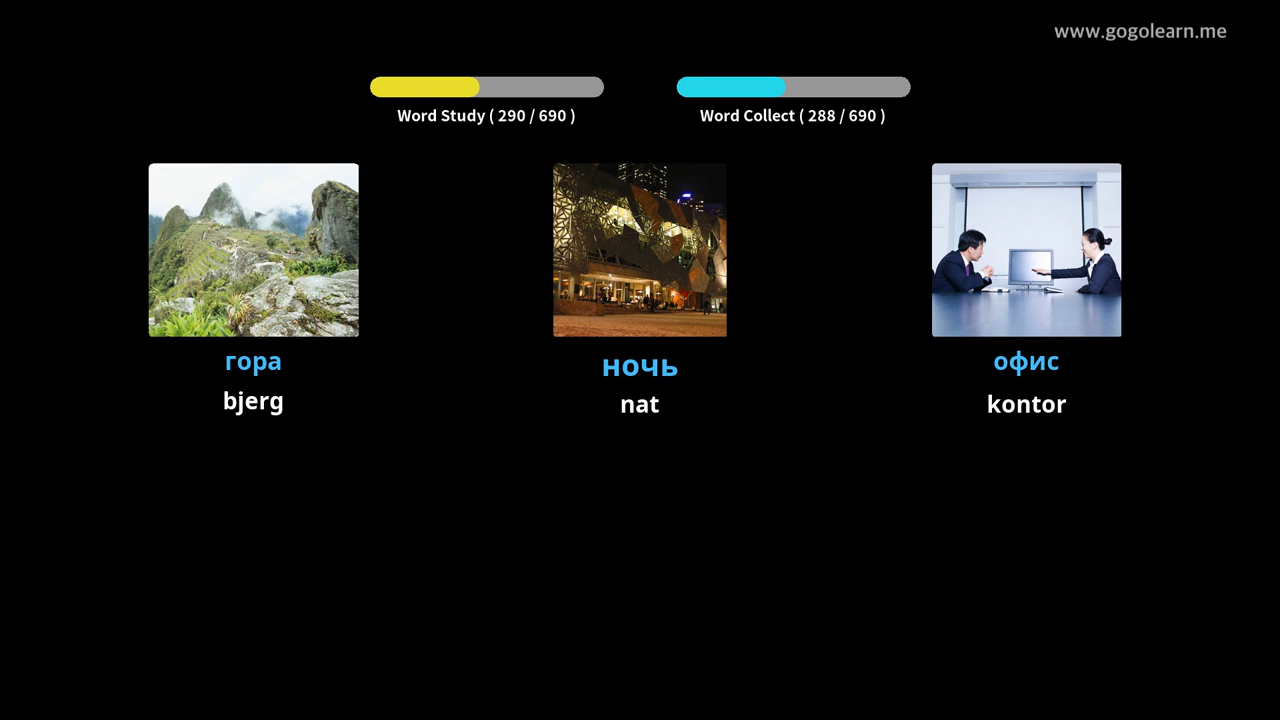 www.gogolearn.me
Word Study ( 290 / 690 )
Word Collect ( 288 / 690 )
гора
ночь
офис
bjerg
nat
kontor